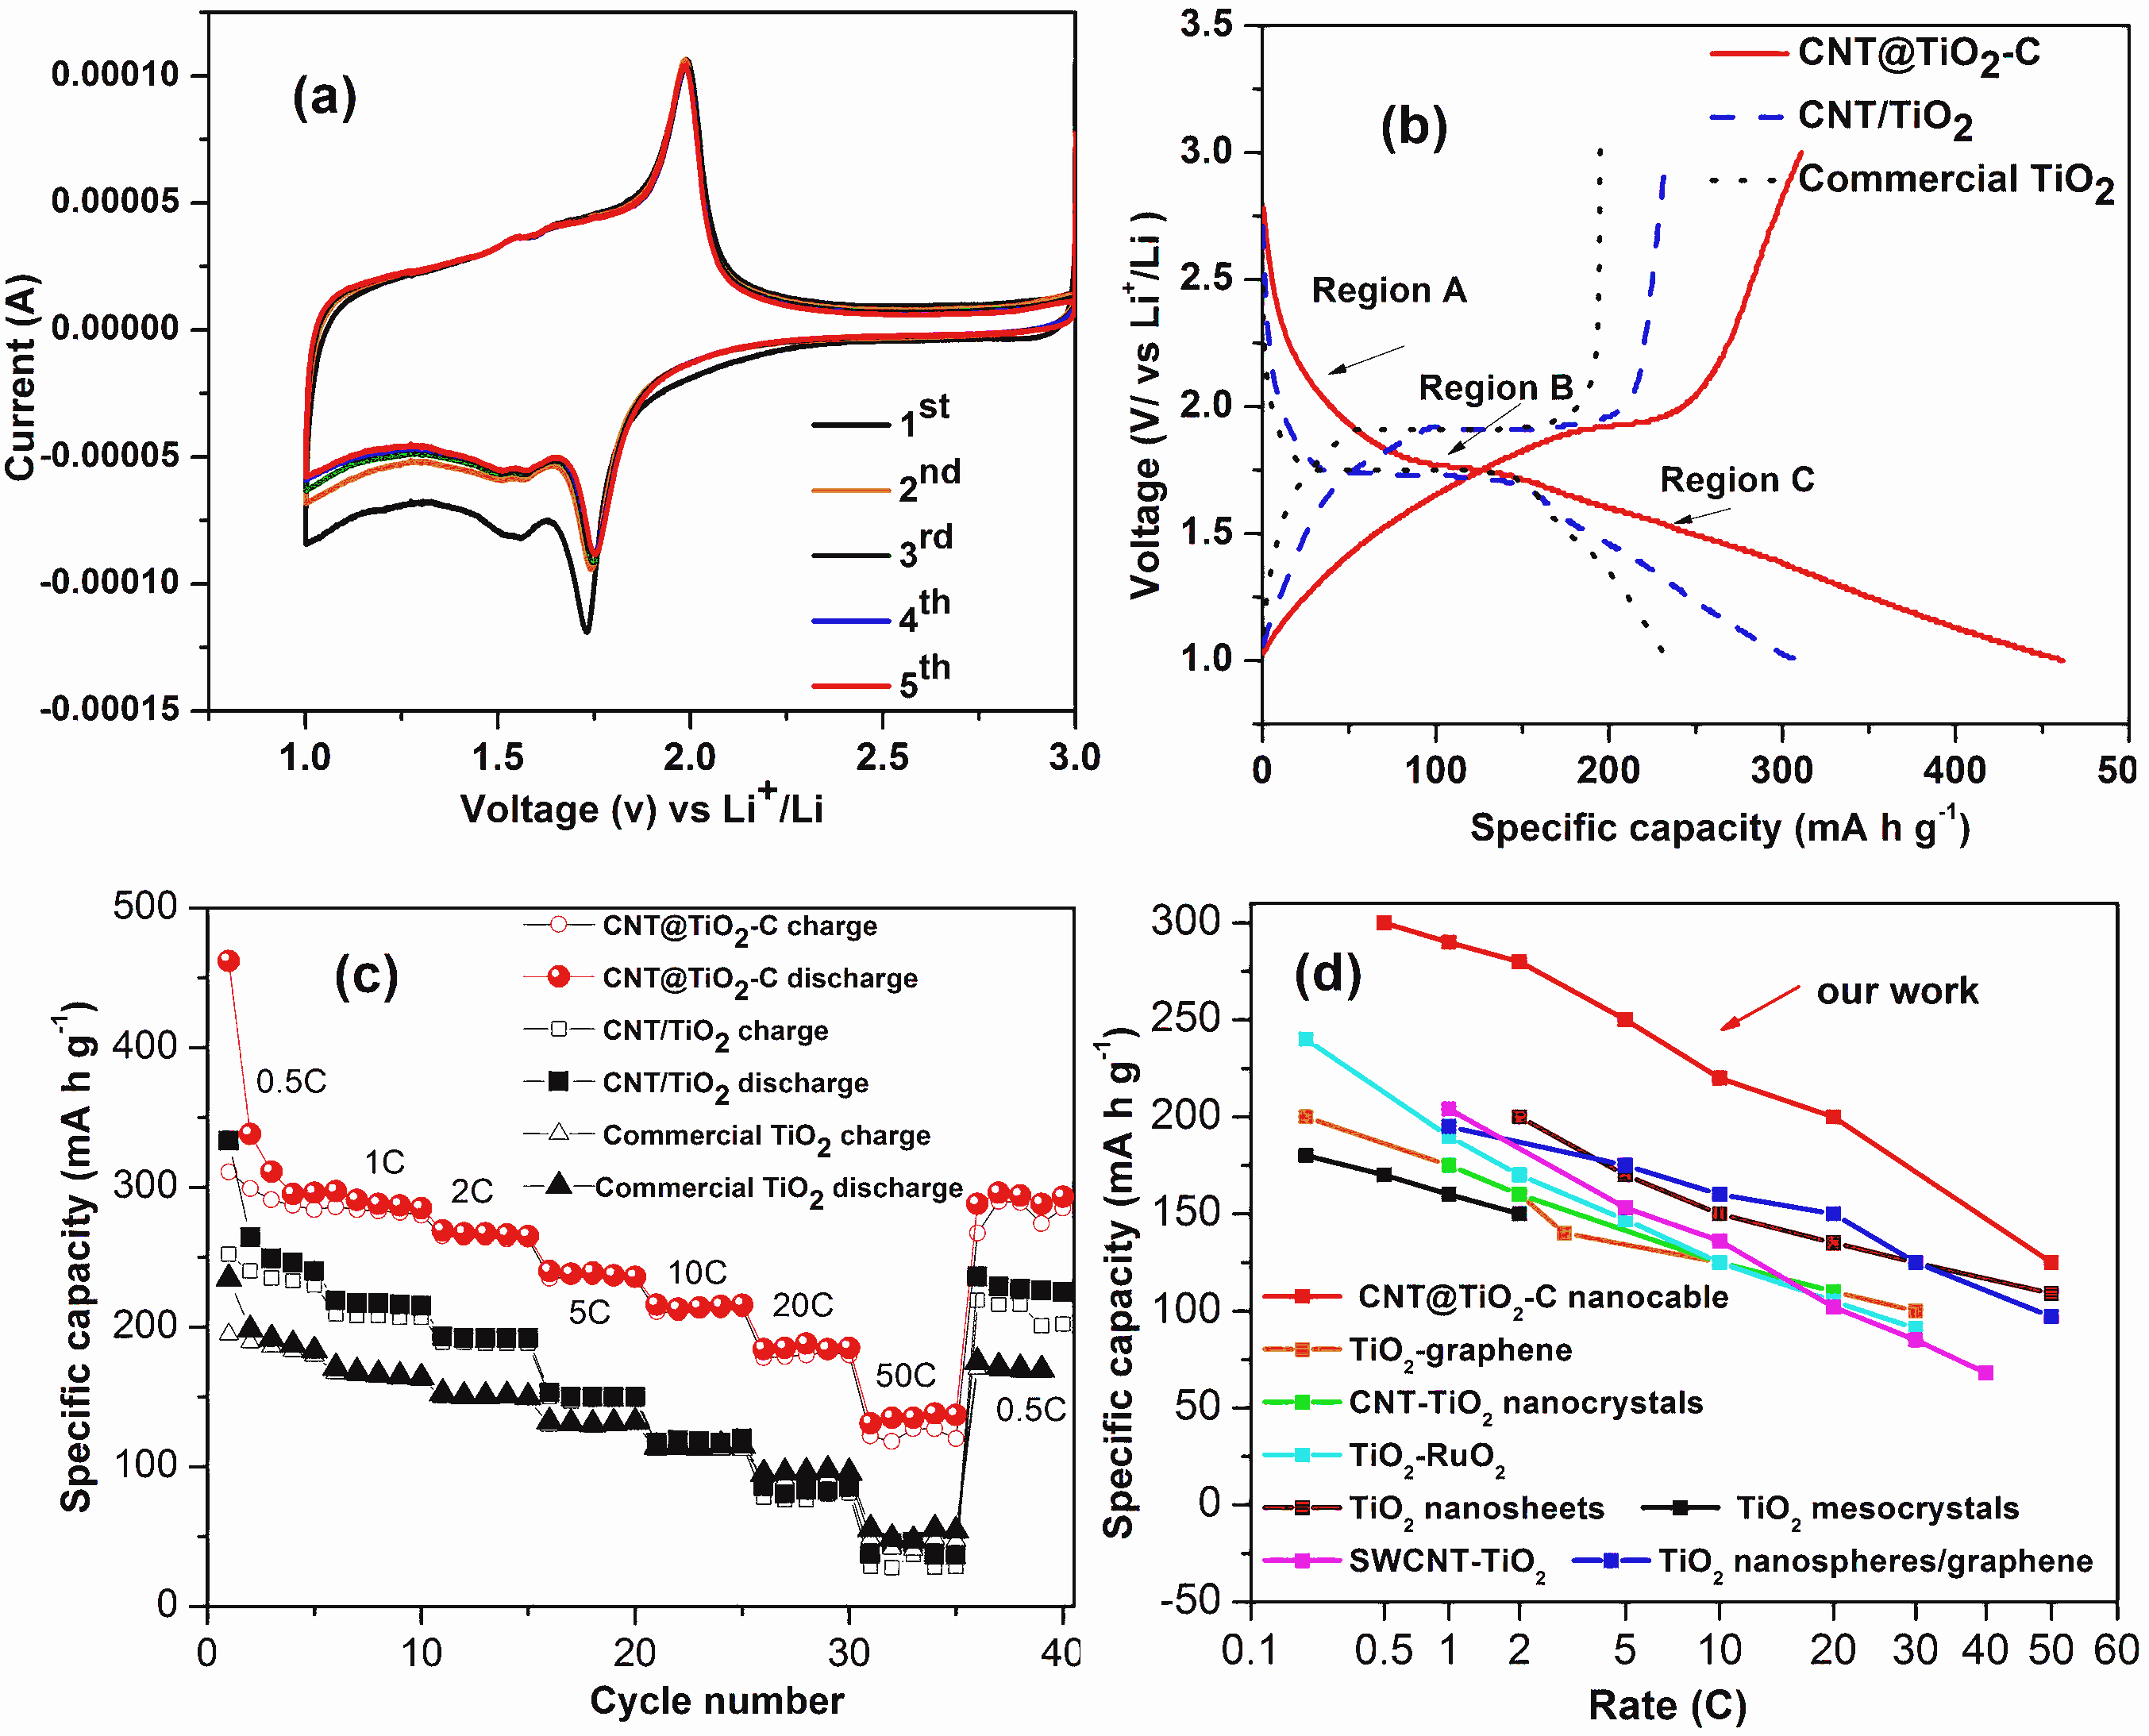 (a)
0.00010
0.00005
0.00000
-0.00005
-0.00010
-0.00015
Current (A)
1st
2nd
3rd
4th
5th
1.0 1.5 2.0 2.5 3.0
Voltage (v) vs Li+/Li
(b)
3.5
3.0
2.5
2.0
1.5
1.0
Voltage (V/ vs Li+/Li )
CNT@TiO2-C
CNT/TiO2
Commercial TiO2
Region A
Region B
Region C
0 100 200 300 400 50
Specific capacity (mA h g-1)
(c)
500
400
300
200
100
0
Specific capacity (mA h g-1)
CNT@TiO2-C charge
CNT@TiO2-C discharge
CNT/TiO2 charge
CNT/TiO2 discharge
Commercial TiO2 charge
Commercial TiO2 discharge
0.5C
1C
2C
5C
10C
20C
50C
0.5C
0 10 20 30 40
Cycle number
(d)
300
250
200
150
100
50
0
-50
Specific capacity (mA h g-1)
our work
CNT@TiO2-C nanocable
TiO2-graphene
CNT-TiO2 nanocrystals
TiO2-RuO2
TiO2 nanosheets TiO2 mesocrystals
SWCNT-TiO2 TiO2 nanospheres/graphene
0.1 0.5 1 2 5 10 20 30 40 50 60
Rate (C)